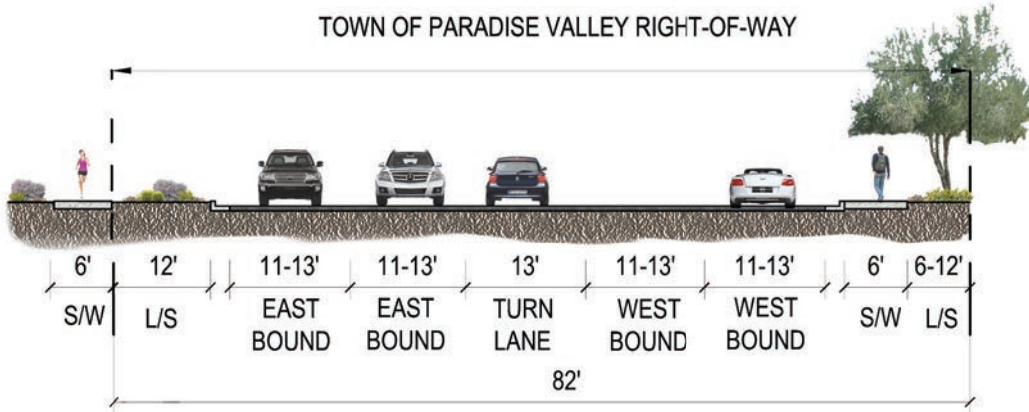 TOWN OF PARADISE VALLEY RIGHT-OF-WAY
6' 12' 11-13' 11-13' 13' 11-13' 11-13' 6' 6-12'
S/W L/S EAST EAST TURN WEST WEST S/W L/S
BOUND BOUND LANE BOUND BOUND
82'